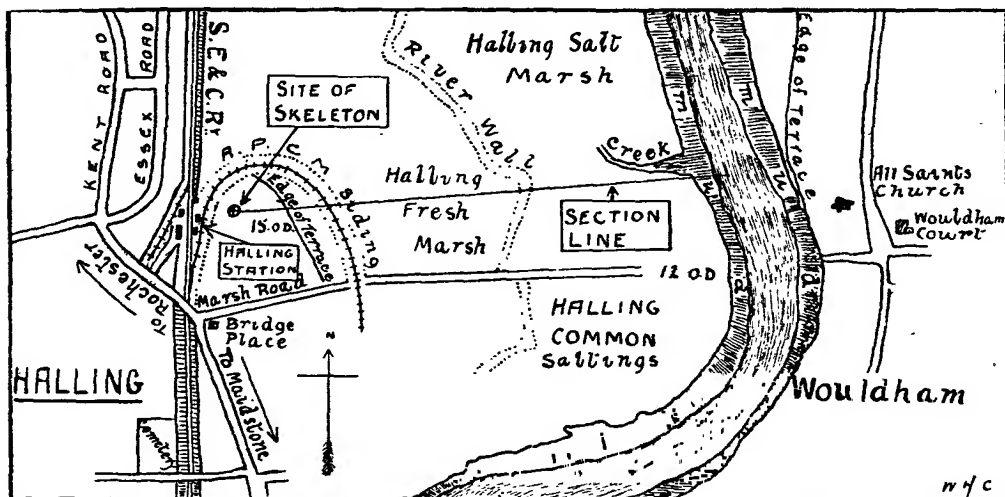 KENT ROAD
ESSEX ROAD
S.E & C. RY.
SITE OF
SKELETON
River Wall
Halling Salt
Marsh
mud
mud
Edge of Terrace
Creek
All Saints
Church
Wouldham
Court
R.P.C.M. Siding
Edge of Terrace
15. O.D.
Halling
Fresh
Marsh
SECTION
LINE
HALLING
STATION
Marsh Road
12 O.D
TO Rochester
Bridge
Place
N
HALLING
COMMON
Saltings
HALLING
TO Maidstone
Wouldham
Cemetery
W H C